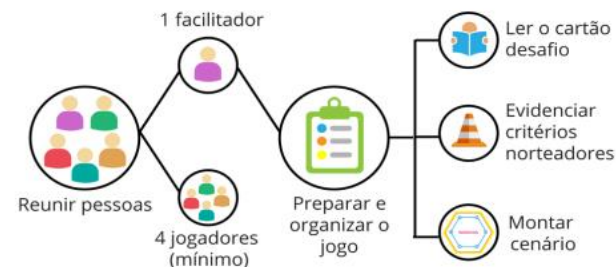 1 facilitador
Reunir pessoas
4 jogadores
(mínimo)
Preparar e
organizar o
jogo
Ler o cartão
desafio
Evidenciar
critérios
norteadores
Montar
cenário